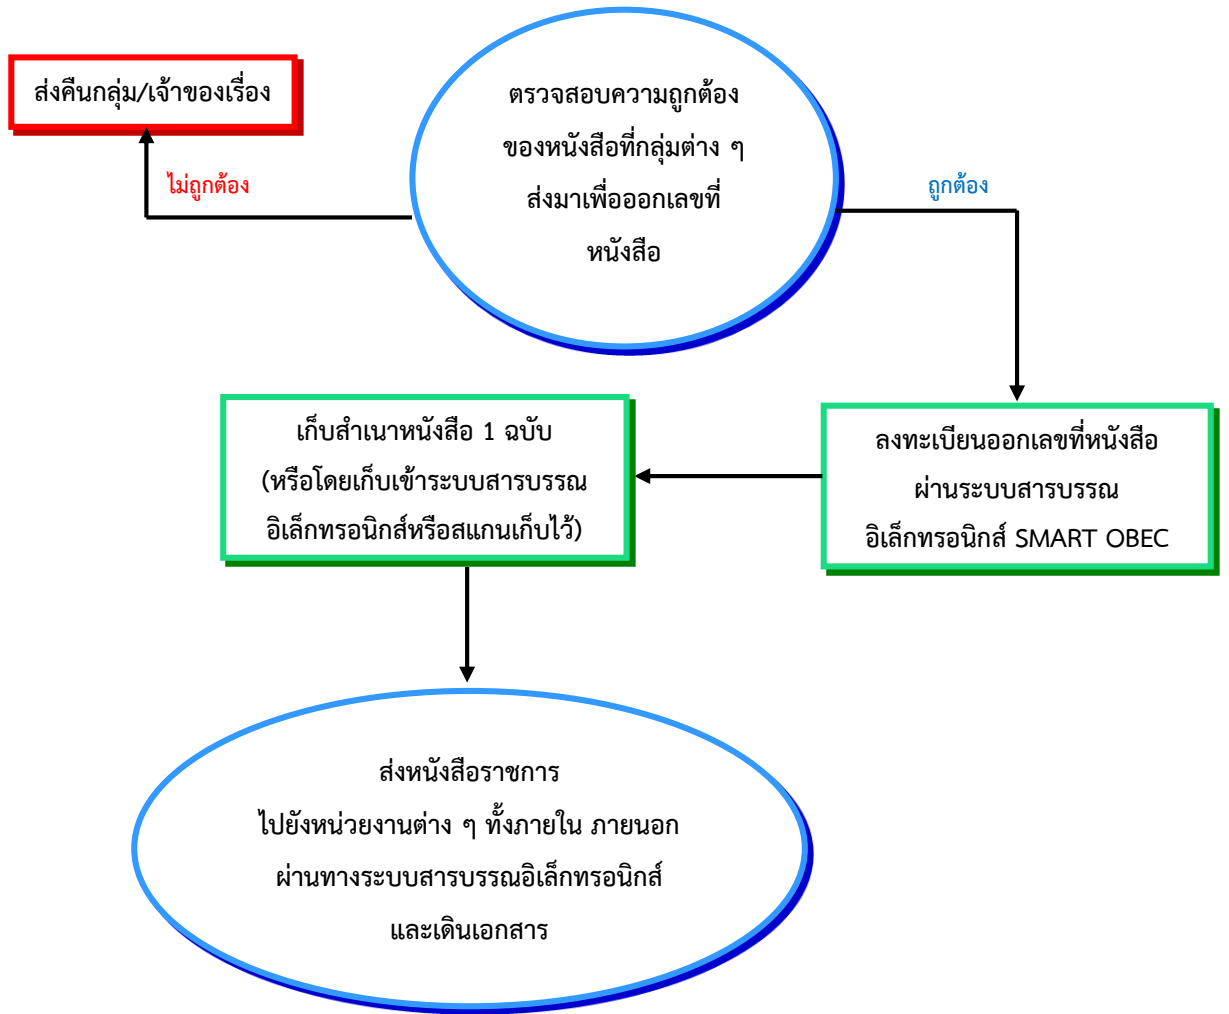 ส่งคืนกลุ่ม/เจ้าของเรื่อง
ตรวจสอบความถูกต้อง
ของหนังสือที่กลุ่มต่าง ๆ
ส่งมาเพื่อออกเลขที่
หนังสือ
ไม่ถูกต้อง
ถูกต้อง
ลงทะเบียนออกเลขที่หนังสือ
ผ่านระบบสารบรรณ
อิเล็กทรอนิกส์ SMART OBEC
เก็บสำเนาหนังสือ 1 ฉบับ
(หรือโดยเก็บเข้าระบบสารบรรณ
อิเล็กทรอนิกส์หรือสแกนเก็บไว้)
ส่งหนังสือราชการ
ไปยังหน่วยงานต่าง ๆ ทั้งภายใน ภายนอก
ผ่านทางระบบสารบรรณอิเล็กทรอนิกส์
และเดินเอกสาร